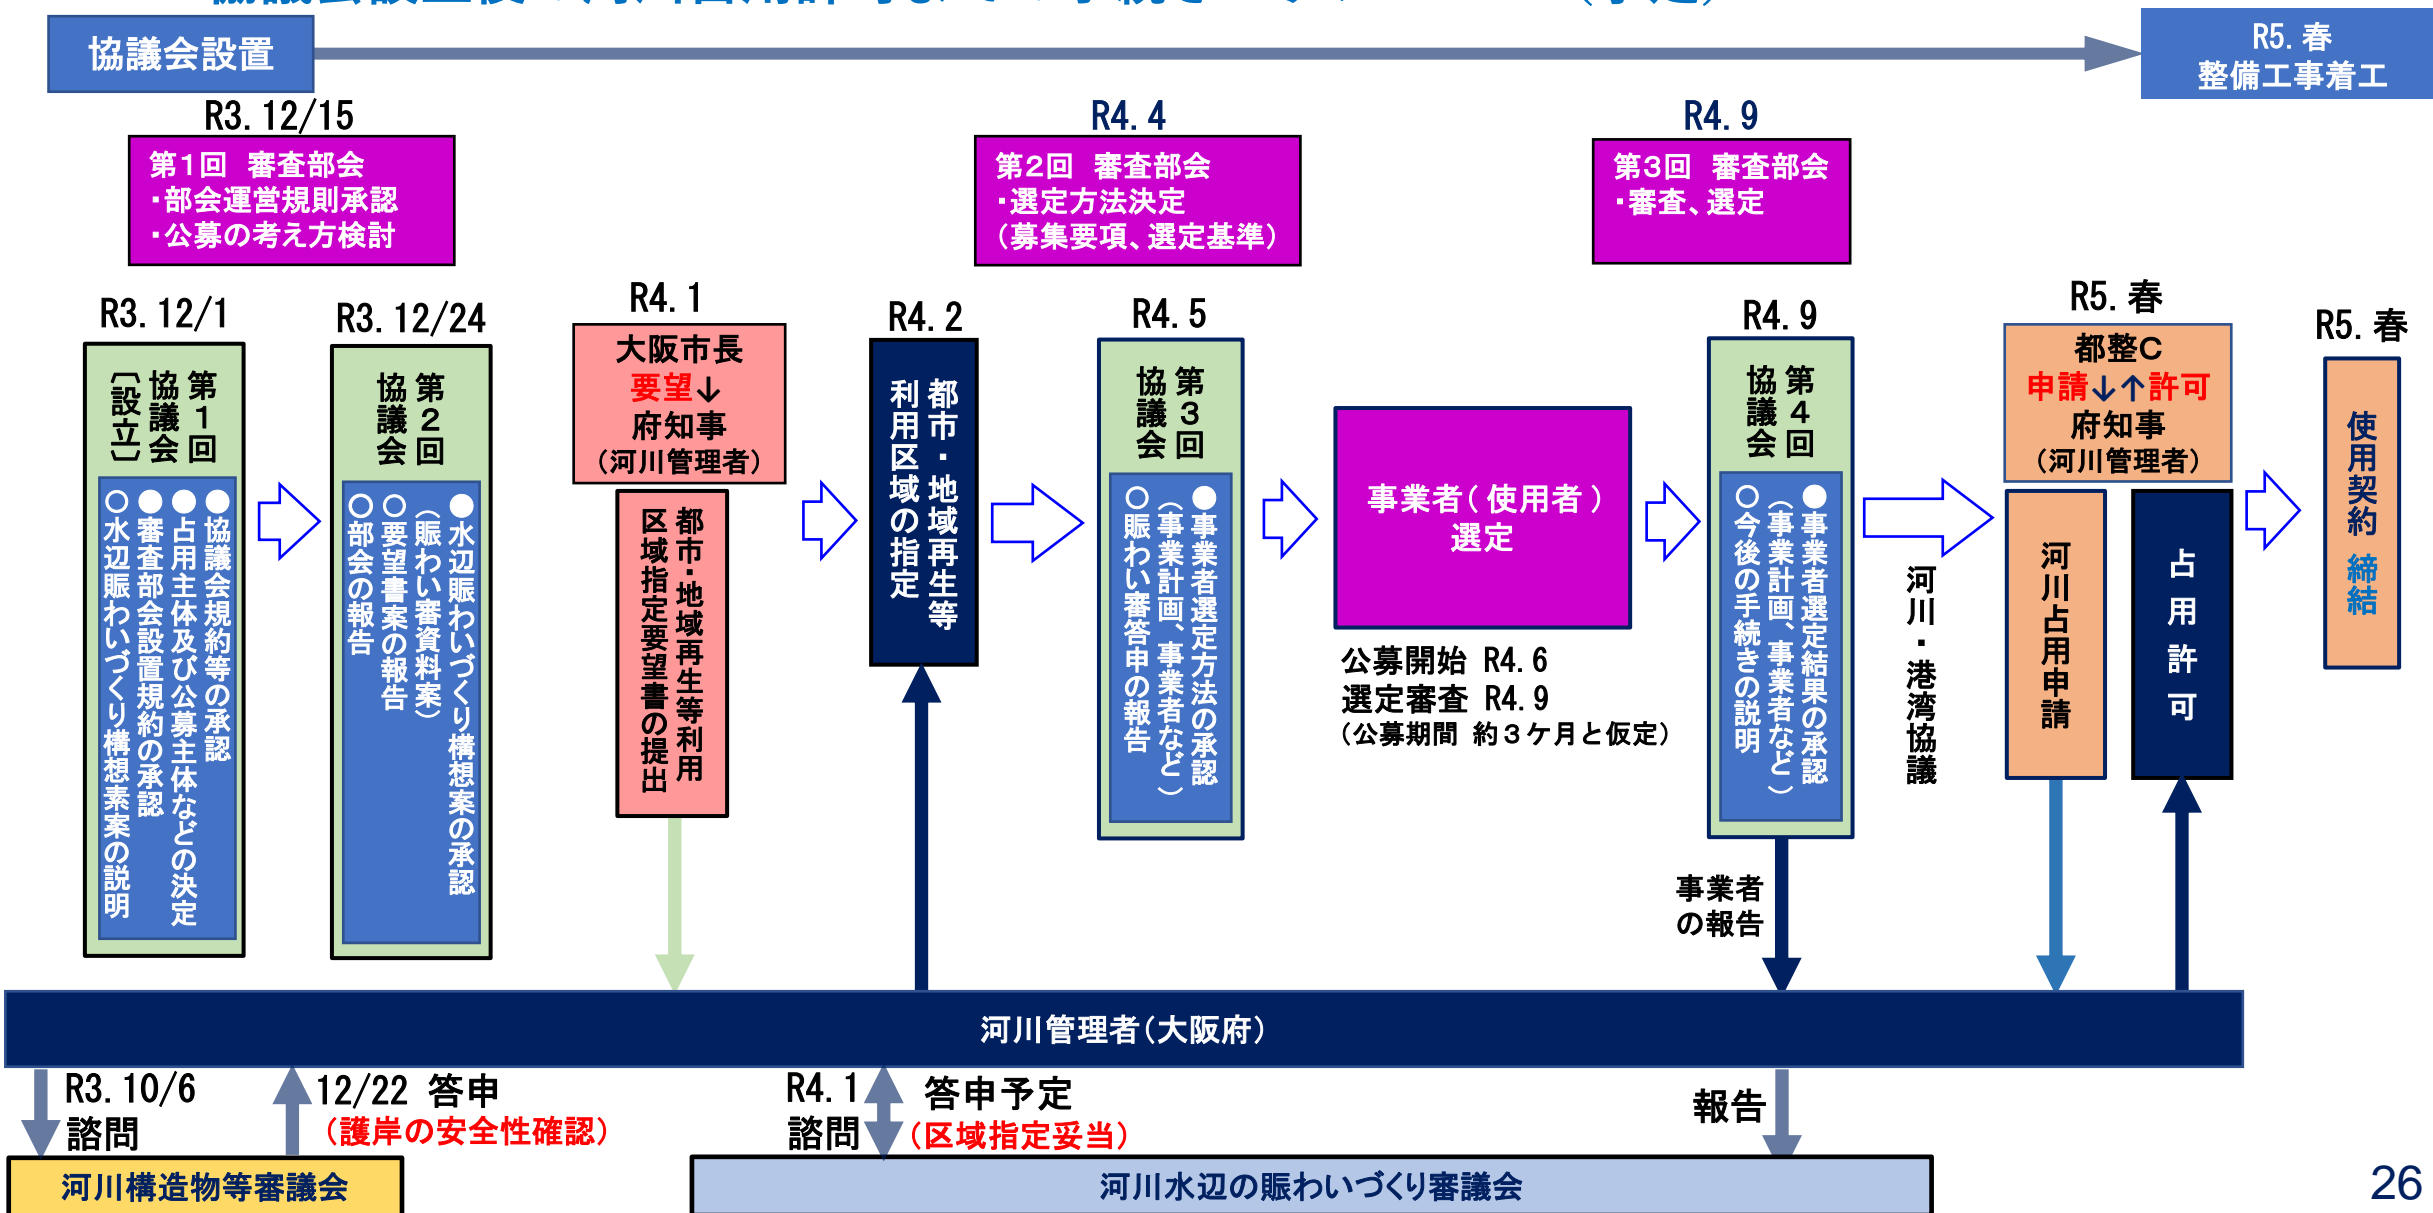 協議会設置
R5.春
整備工事着工
R3.12/15
第1回 審査部会
・部会運営規則承認
・公募の考え方検討
R4.4
第2回 審査部会
・選定方法決定
（募集要項、選定基準）
R4.9
第3回 審査部会
・審査、選定
R3.12/1
第1回
協議会
〔設立〕
●協議会規約等の承認
●占用主体及び公募主体などの決定
●審査部会設置規約の承認
○水辺賑わいづくり構想素案の説明
R3.12/24
第2回
協議会
●水辺賑わいづくり構想案の承認
（賑わい審資料案）
○要望書案の報告
○部会の報告
R4.1
大阪市長
要望↓
府知事
（河川管理者）
都市・地域再生等利用
区域指定要望書の提出
R4.2
都市・地域再生等
利用区域の指定
R4.5
第3回
協議会
●事業者選定方法の承認
（事業計画、事業者など）
○賑わい審答申の報告
事業者（使用者）
選定
公募開始 R4.6
選定審査 R4.9
（公募期間 約3ケ月と仮定）
R4.9
第4回
協議会
●事業者選定結果の承認
（事業計画、事業者など）
○今後の手続きの説明
事業者
の報告
河川・港湾協議
R5.春
都整C
申請↓↑許可
府知事
（河川管理者）
河川占用申請
占用許可
R5.春
使用契約 締結
河川管理者（大阪府）
R3.10/6
諮問
12/22 答申
（護岸の安全性確認）
R4.1
諮問
答申予定
（区域指定妥当）
報告
河川構造物等審議会
河川水辺の賑わいづくり審議会
26